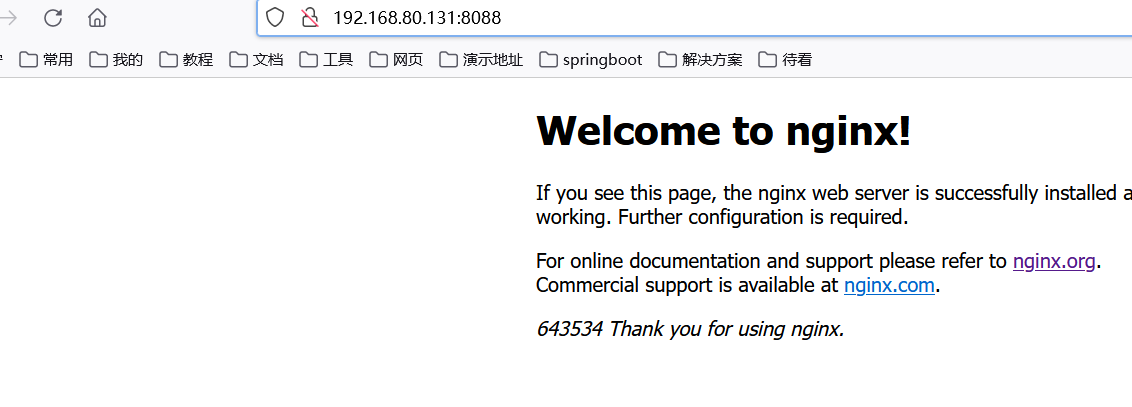 192.168.80.131:8088
常用 我的 教程 文档 工具 网页 演示地址 springboot 解决方案 待看
Welcome to nginx!
If you see this page, the nginx web server is successfully installed a
working. Further configuration is required.
For online documentation and support please refer to nginx.org.
Commercial support is available at nginx.com.
643534 Thank you for using nginx.